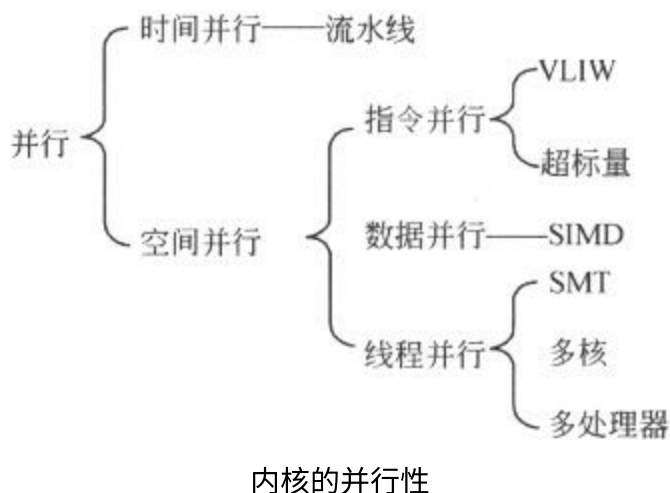 时间并行——流水线
VLIW
指令并行
并行
超标量
空间并行
数据并行——SIMD
SMT
线程并行
多核
多处理器
内核的并行性